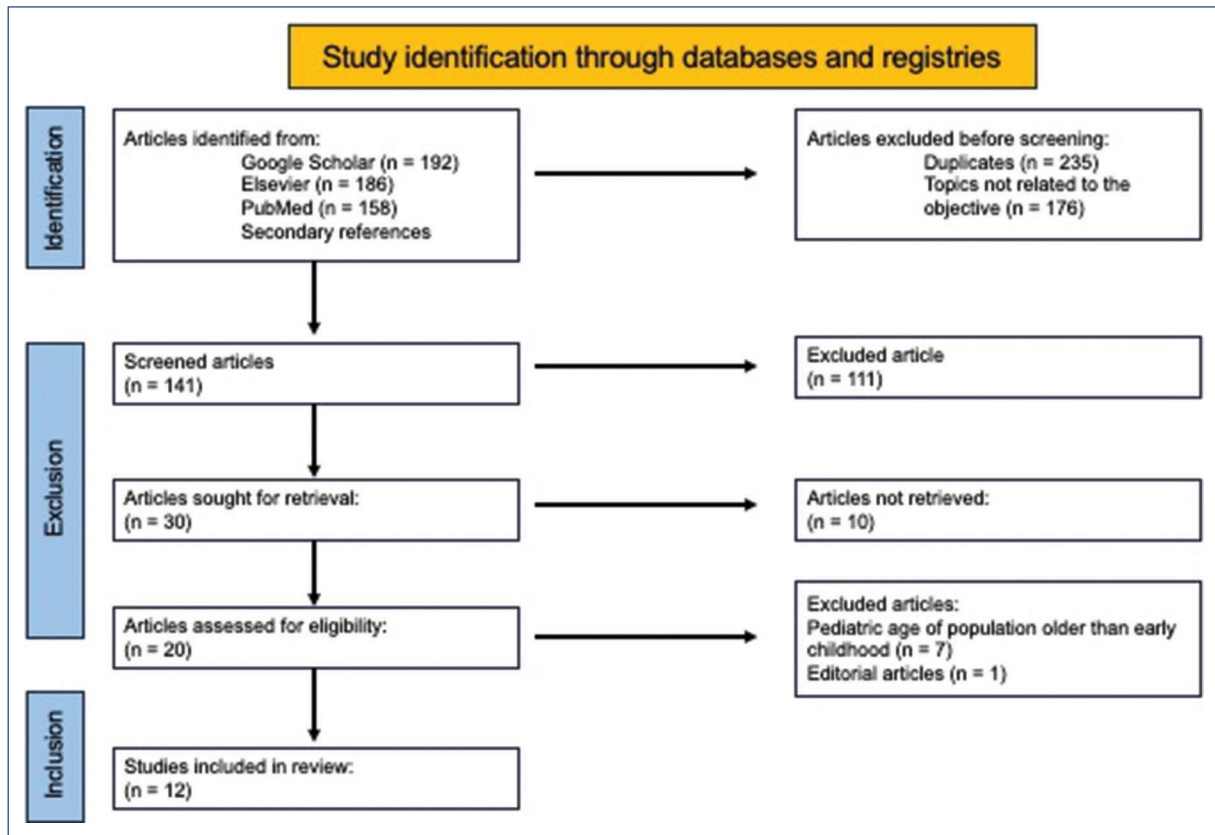 Study identification through databases and registries
Identification
Articles identified from:
Google Scholar (n = 192)
Elsevier (n = 186)
PubMed (n = 158)
Secondary references
Articles excluded before screening:
Duplicates (n = 235)
Topics not related to the
objective (n = 176)
Exclusion
Screened articles
(n = 141)
Excluded article
(n = 111)
Articles sought for retrieval:
(n = 30)
Articles not retrieved:
(n = 10)
Articles assessed for eligibility:
(n = 20)
Excluded articles:
Pediatric age of population older than early
childhood (n = 7)
Editorial articles (n = 1)
Inclusion
Studies included in review:
(n = 12)